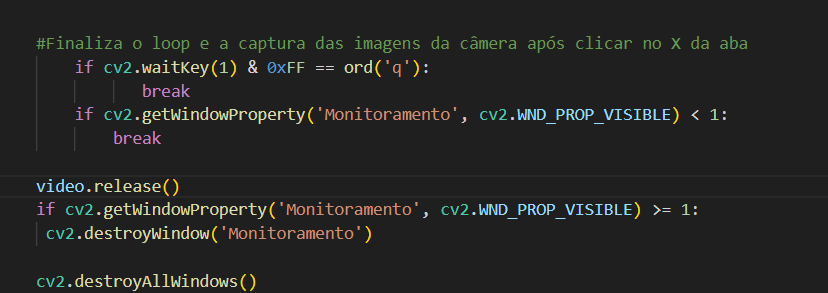 #Finaliza o loop e a captura das imagens da câmera após clicar no X da aba
if cv2.waitKey(1) & 0xFF == ord('q'):
break
if cv2.getWindowProperty('Monitoramento', cv2.WND_PROP_VISIBLE) < 1:
break
video.release()
if cv2.getWindowProperty('Monitoramento', cv2.WND_PROP_VISIBLE) >= 1:
cv2.destroyWindow('Monitoramento')
cv2.destroyAllWindows()